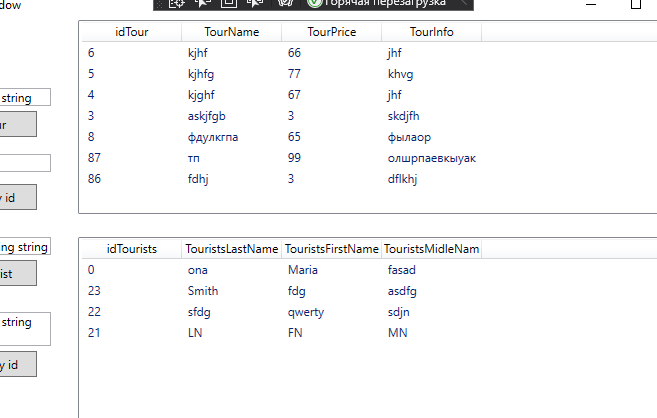 dow
Горячая перезагрузка
string
ur
y id
ng string
ist
string
y id
idTour TourName TourPrice TourInfo
6 kjhf 66 jhf
5 kjhfg 77 khvg
4 kjghf 67 jhf
3 askjfgb 3 skdjfh
8 фдулкгпа 65 фылаор
87 тп 99 олшрпаевкыуак
86 fdhj 3 dflkhj
idTourists TouristsLastName TouristsFirstName TouristsMidleNam
0 ona Maria fasad
23 Smith fdg asdfg
22 sfdg qwerty sdjn
21 LN FN MN